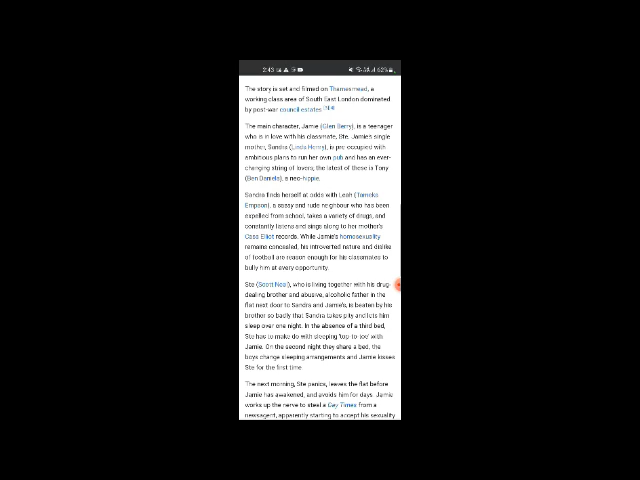 2:43
62%
The story is set and filmed on Thamesmead, a
working class area of South East London dominated
by post-war council estates
The main character, Jamie (Glen Berry), is a teenager
who is in love with his classmate, Ste. Jamie's single
mother, Sandra (Linda Henry), is pre-occupied with
ambitious plans to run her own pub and has an ever-
changing string of lovers, the latest of these is Tony
(Ben Daniels), a neo-hippie.
Sandra finds herself at odds with Leah (Tameka
Empson), a sassy and rude neighbour who has been
expelled from school, takes a variety of drugs, and
constantly listens and sings along to her mother's
Cass Elliot records. While Jamie's homosexuality
remains concealed, his introverted nature and dislike
of football are reason enough for his classmates to
bully him at every opportunity.
Ste (Scott Neal), who is living together with his drug-
dealing brother and abusive, alcoholic father in the
flat next door to Sandra and Jamie's, is beaten by his
brother so badly that Sandra takes pity and lets him
sleep over one night. In the absence of a third bed,
Ste has to make do with sleeping 'top-to-toe' with
Jamie. On the second night they share a bed, the
boys change sleeping arrangements and Jamie kisses
Ste for the first time
The next morning, Ste panics, leaves the flat before
Jamie has awakened, and avoids him for days. Jamie
works up the nerve to steal a Gay Times from a
newsagent, apparently starting to accept his sexuality